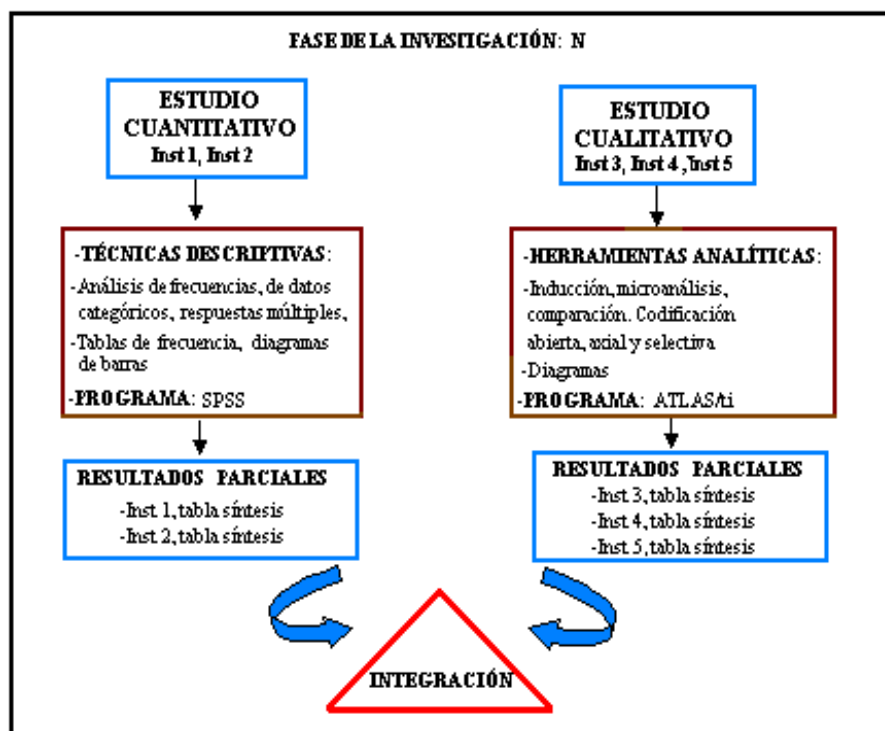 FASE DE LA INVESTIGACIÓN: N
ESTUDIO
CUANTITATIVO
Inst 1, Inst 2
-TÉCNICAS DESCRIPTIVAS:
-Análisis de frecuencias, de datos
categóricos, respuestas múltiples,
-Tablas de frecuencia, diagramas
de barras
-PROGRAMA: SPSS
RESULTADOS PARCIALES
-Inst 1, tabla síntesis
-Inst 2, tabla síntesis
ESTUDIO
CUALITATIVO
Inst 3, Inst 4 ,Inst 5
-HERRAMIENTAS ANALÍTICAS:
-Inducción, microanálisis,
comparación. Codificación
abierta, axial y selectiva
-Diagramas
-PROGRAMA: ATLAS/ti
RESULTADOS PARCIALES
-Inst 3, tabla síntesis
-Inst 4, tabla síntesis
-Inst 5, tabla síntesis
INTEGRACIÓN